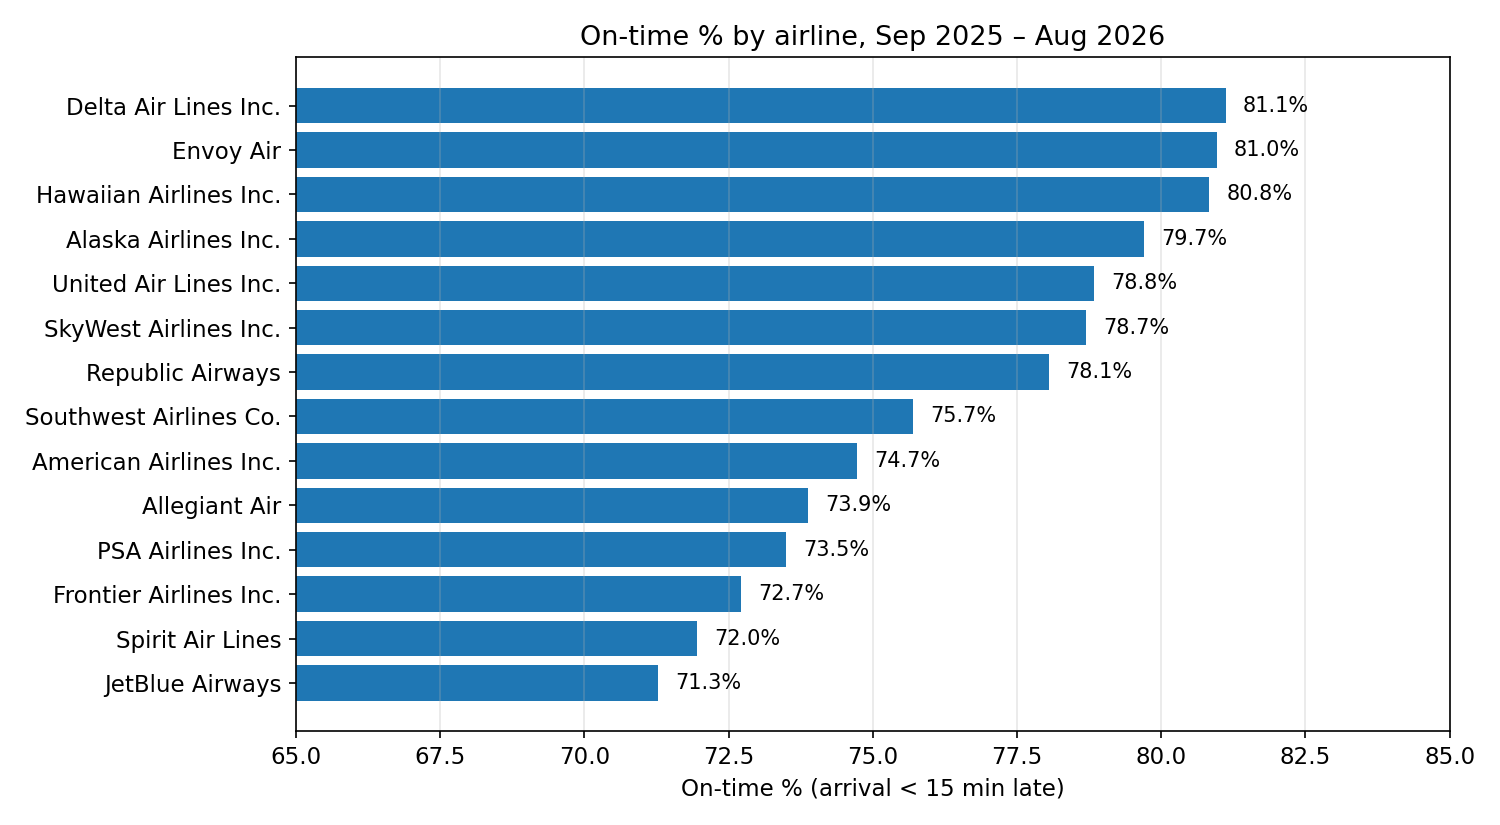 On-time % by airline, Sep 2025 – Aug 2026
Delta Air Lines Inc. 81.1%
Envoy Air 81.0%
Hawaiian Airlines Inc. 80.8%
Alaska Airlines Inc. 79.7%
United Air Lines Inc. 78.8%
SkyWest Airlines Inc. 78.7%
Republic Airways 78.1%
Southwest Airlines Co. 75.7%
American Airlines Inc. 74.7%
Allegiant Air 73.9%
PSA Airlines Inc. 73.5%
Frontier Airlines Inc. 72.7%
Spirit Air Lines 72.0%
JetBlue Airways 71.3%
65.0 67.5 70.0 72.5 75.0 77.5 80.0 82.5 85.0
On-time % (arrival < 15 min late)